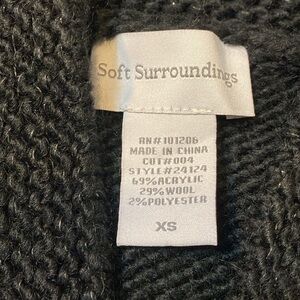 Soft Surroundings
RN#101206
MADE IN CHINA
CUT#004
STYLE#24124
69%ACRYLIC
29%WOOL
2%POLYESTER
XS